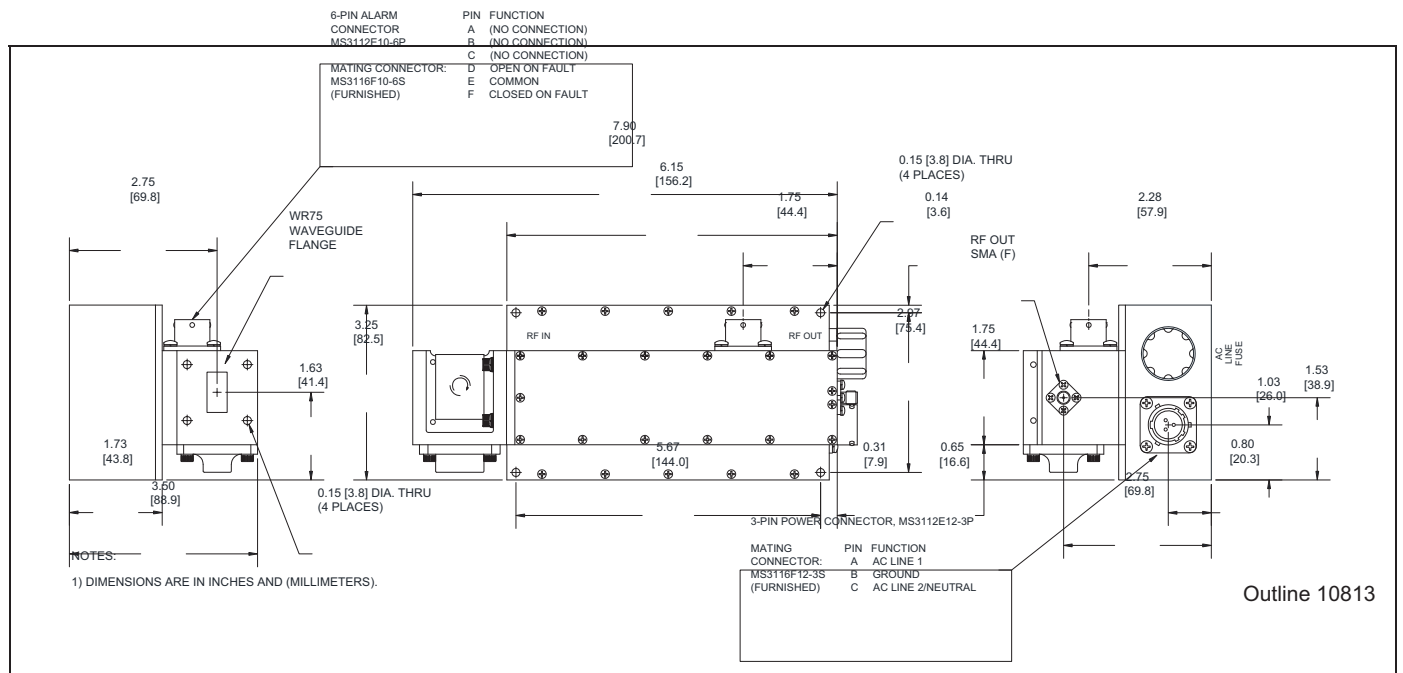 6-PIN ALARM PIN FUNCTION
CONNECTOR A (NO CONNECTION)
MS3112E10-6P B (NO CONNECTION)
C (NO CONNECTION)
MATING CONNECTOR: D OPEN ON FAULT
MS3116F10-6S E COMMON
(FURNISHED) F CLOSED ON FAULT
7.90
[200.7]
6.15
[156.2]
0.15 [3.8] DIA. THRU
(4 PLACES)
2.75
[69.8]
1.75
[44.4]
0.14
[3.6]
2.28
[57.9]
WR75
WAVEGUIDE
FLANGE
RF OUT
SMA (F)
3.25
[82.5]
RF IN
RF OUT
2.97
[75.4]
1.75
[44.4]
AC
LINE
FUSE
1.63
[41.4]
1.03
[26.0]
1.53
[38.9]
1.73
[43.8]
5.67
[144.0]
0.31
[7.9]
0.65
[16.6]
0.80
[20.3]
3.50
[88.9]
2.75
[69.8]
0.15 [3.8] DIA. THRU
(4 PLACES)
3-PIN POWER CONNECTOR, MS3112E12-3P
MATING PIN FUNCTION
CONNECTOR: A AC LINE 1
MS3116F12-3S B GROUND
(FURNISHED) C AC LINE 2/NEUTRAL
NOTES:
1) DIMENSIONS ARE IN INCHES AND (MILLIMETERS).
Outline 10813